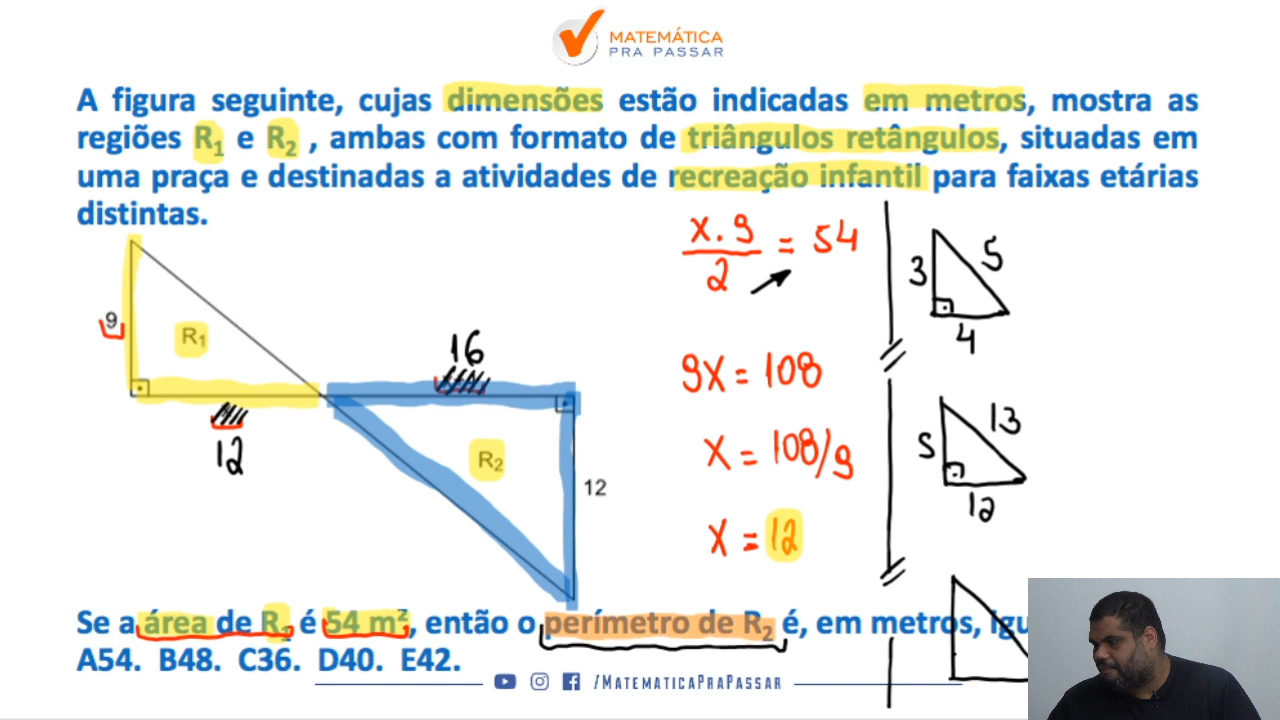 MATEMÁTICA
PRA PASSAR
A figura seguinte, cujas dimensões estão indicadas em metros, mostra as
regiões R₁ e R₂ , ambas com formato de triângulos retângulos, situadas em
uma praça e destinadas a atividades de recreação infantil para faixas etárias
distintas.
x . 9 / 2 = 54
3
5
4
9
R₁
16
12
R₂
12
9x = 108
x = 108/9
x = 12
5
13
12
Se a área de R₁ é 54 m², então o perímetro de R₂ é, em metros,
A54. B48. C36. D40. E42.
/MatematicaPraPassar